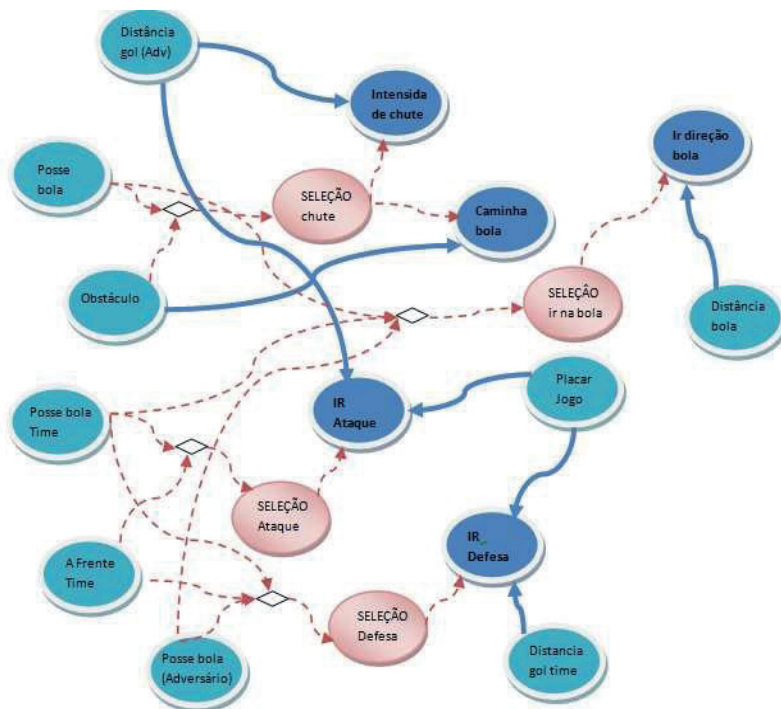 Distância
gol (Adv)
Intensida
de chute
Ir direção
bola
Posse
bola
SELEÇÃO
chute
Caminha
bola
Obstáculo
SELEÇÂO
ir na bola
Distância
bola
Placar
Jogo
IR
Ataque
Posse bola
Time
SELEÇÃO
Ataque
IR
Defesa
A Frente
Time
SELEÇÃO
Defesa
Posse bola
(Adversário)
Distancia
gol time